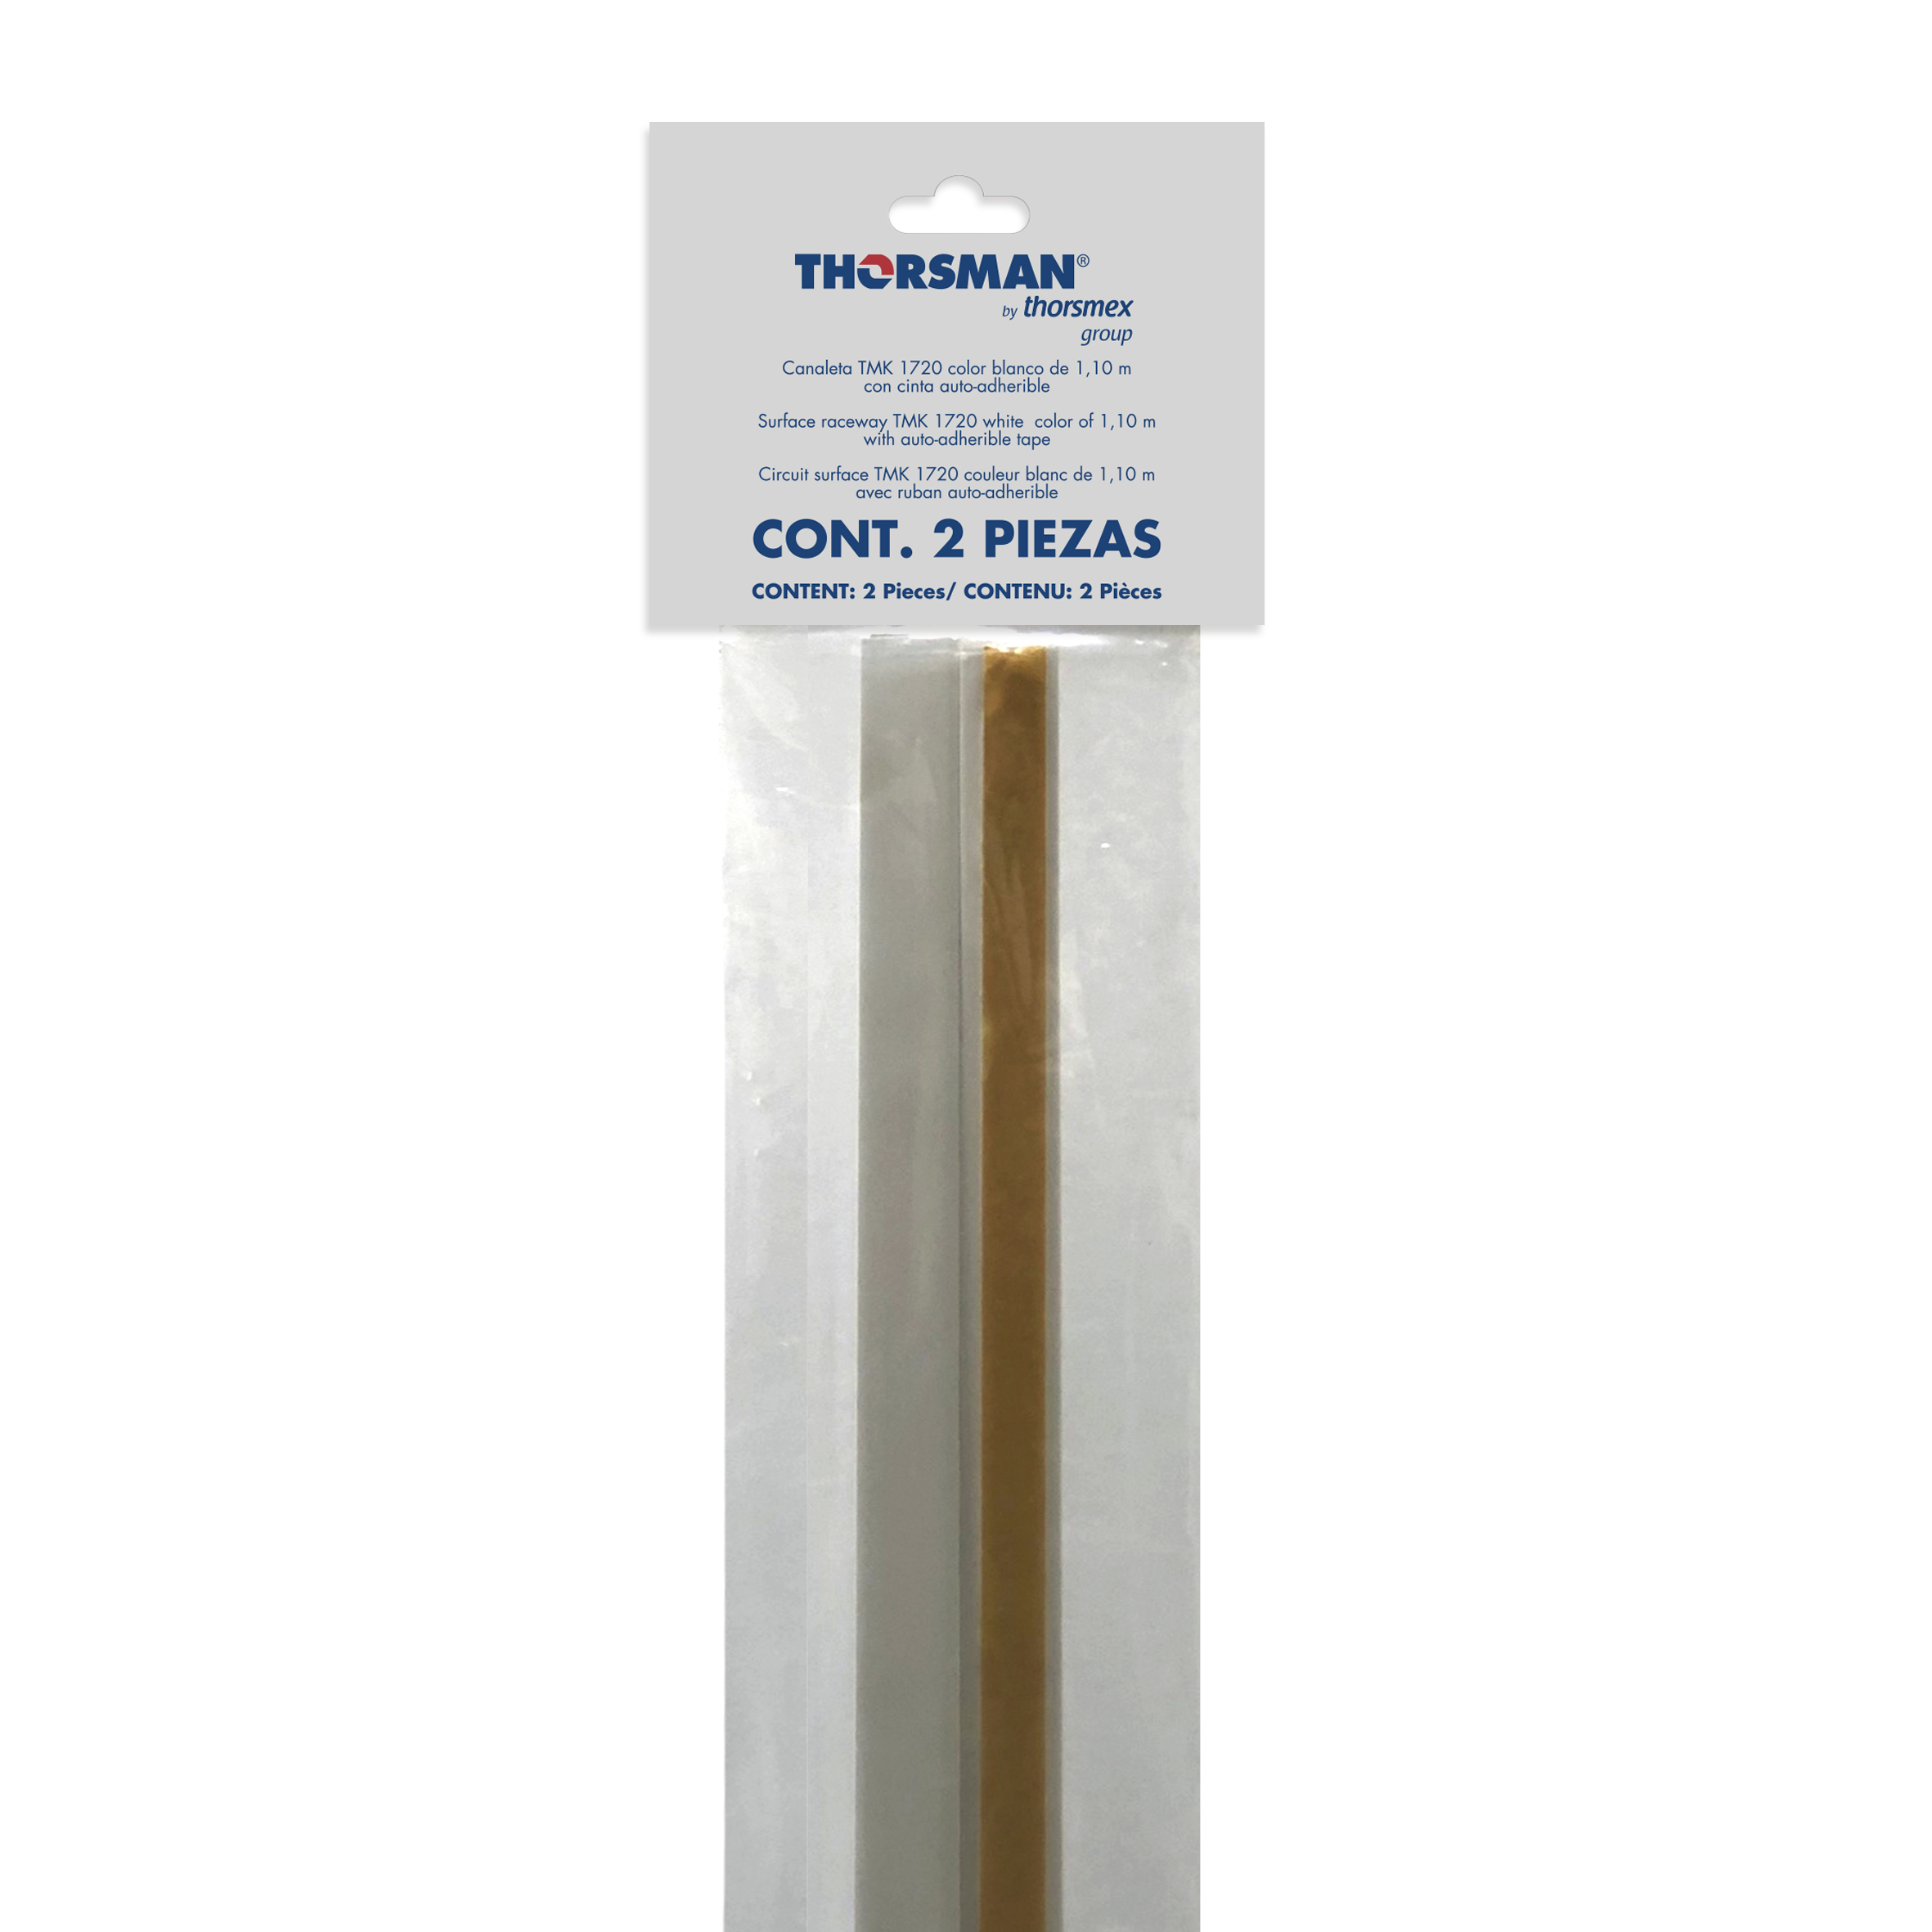 THORSMAN®
by thorsmex
group
Canaleta TMK 1720 color blanco de 1,10 m
con cinta auto-adherible
Surface raceway TMK 1720 white color of 1,10 m
with auto-adherible tape
Circuit surface TMK 1720 couleur blanc de 1,10 m
avec ruban auto-adherible
CONT. 2 PIEZAS
CONTENT: 2 Pieces/ CONTENU: 2 Pièces